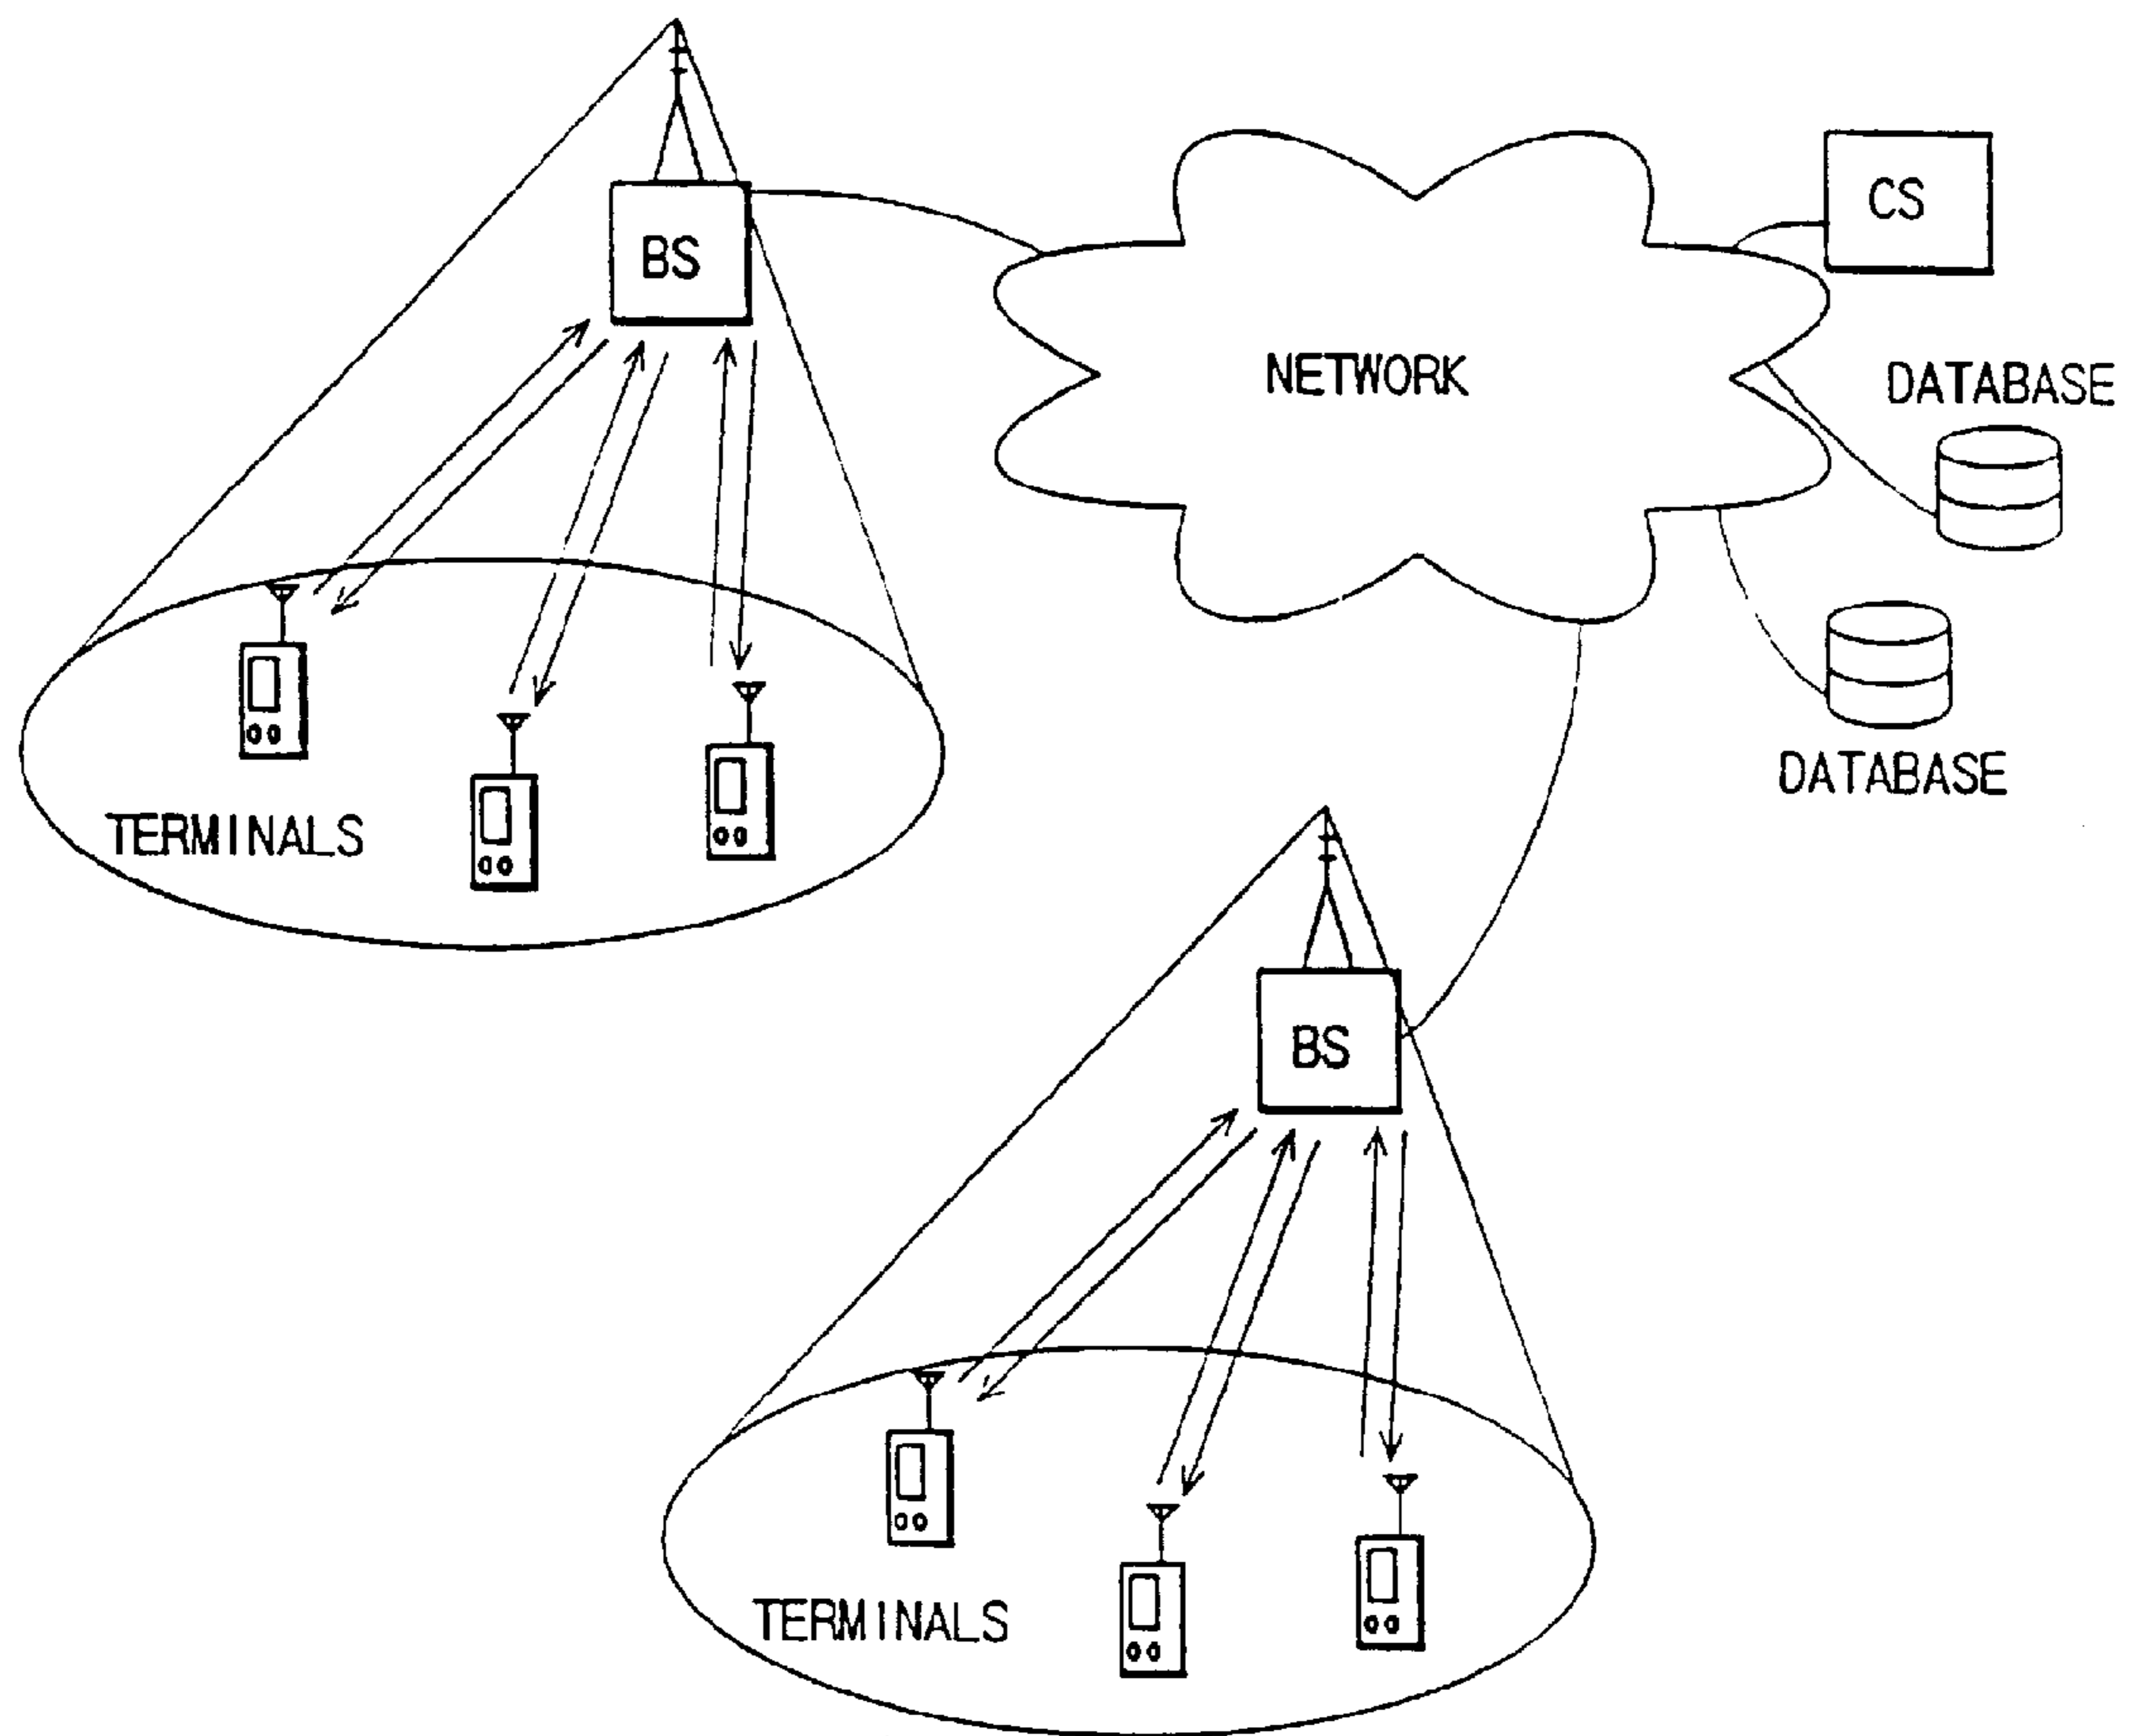 BS
CS
NETWORK
DATABASE
DATABASE
TERMINALS
BS
TERMINALS